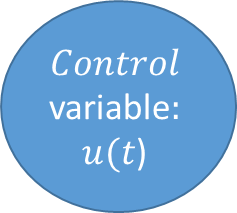 Control
variable:
u(t)